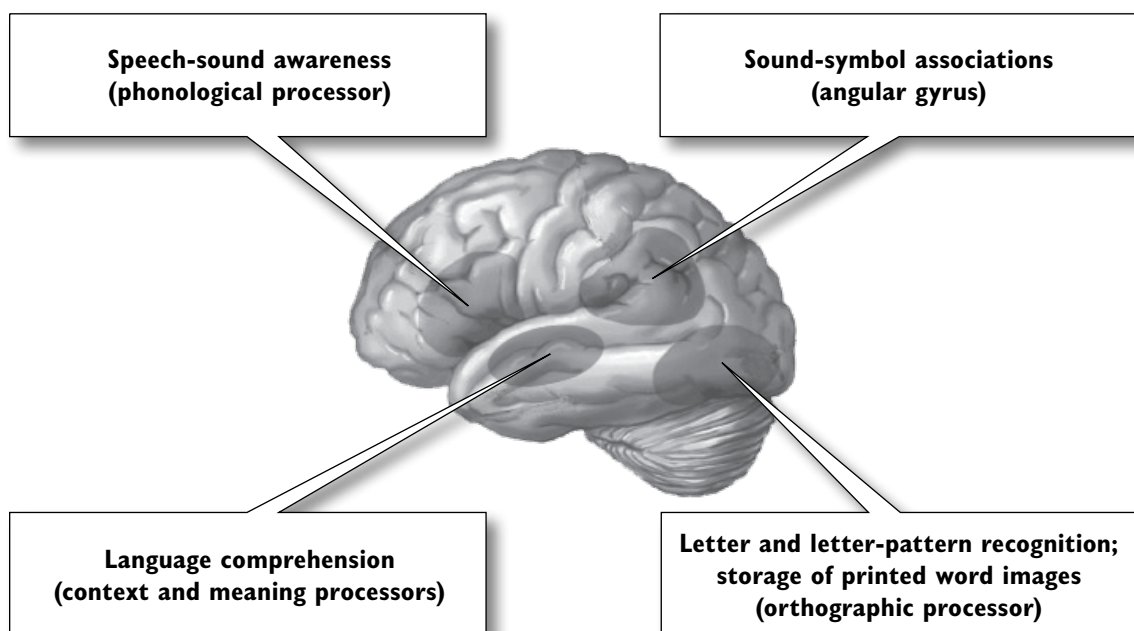 Speech-sound awareness
(phonological processor)
Sound-symbol associations
(angular gyrus)
Language comprehension
(context and meaning processors)
Letter and letter-pattern recognition;
storage of printed word images
(orthographic processor)